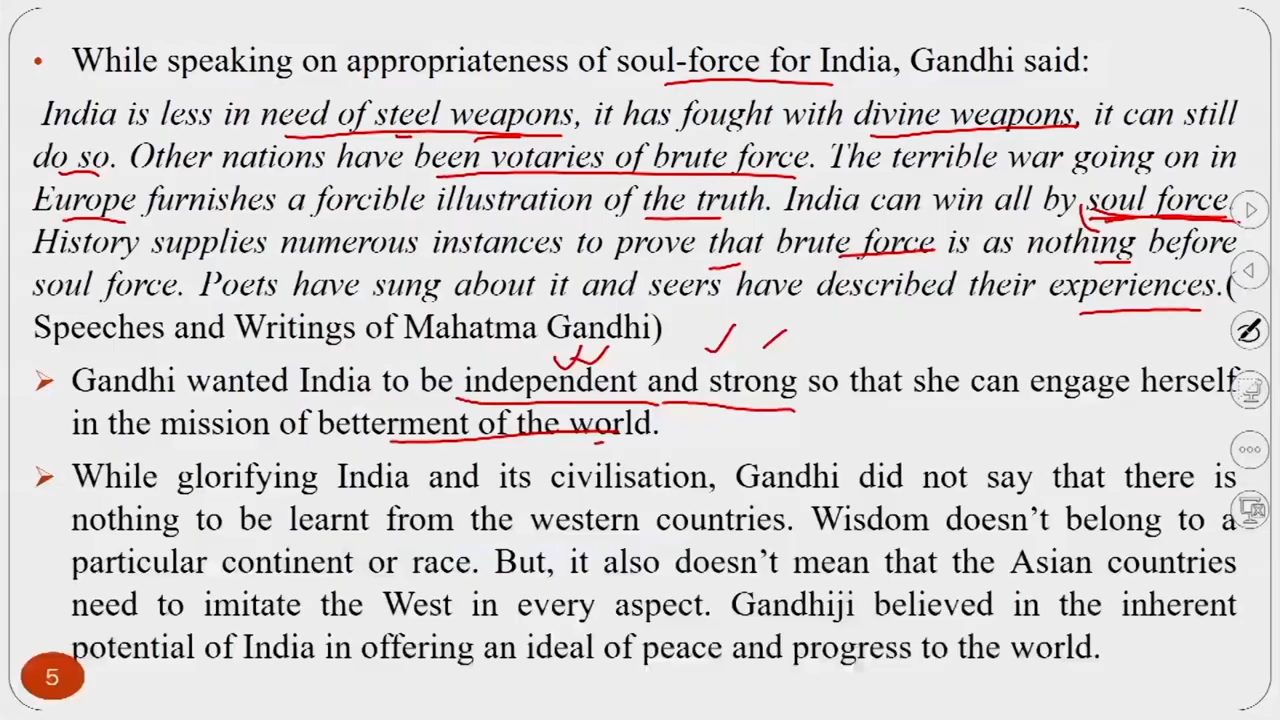 • While speaking on appropriateness of soul-force for India, Gandhi said:
India is less in need of steel weapons, it has fought with divine weapons, it can still
do so. Other nations have been votaries of brute force. The terrible war going on in
Europe furnishes a forcible illustration of the truth. India can win all by soul force.
History supplies numerous instances to prove that brute force is as nothing before
soul force. Poets have sung about it and seers have described their experiences.(
Speeches and Writings of Mahatma Gandhi)
➢ Gandhi wanted India to be independent and strong so that she can engage herself
in the mission of betterment of the world.
➢ While glorifying India and its civilisation, Gandhi did not say that there is
nothing to be learnt from the western countries. Wisdom doesn’t belong to a
particular continent or race. But, it also doesn’t mean that the Asian countries
need to imitate the West in every aspect. Gandhiji believed in the inherent
potential of India in offering an ideal of peace and progress to the world.
5